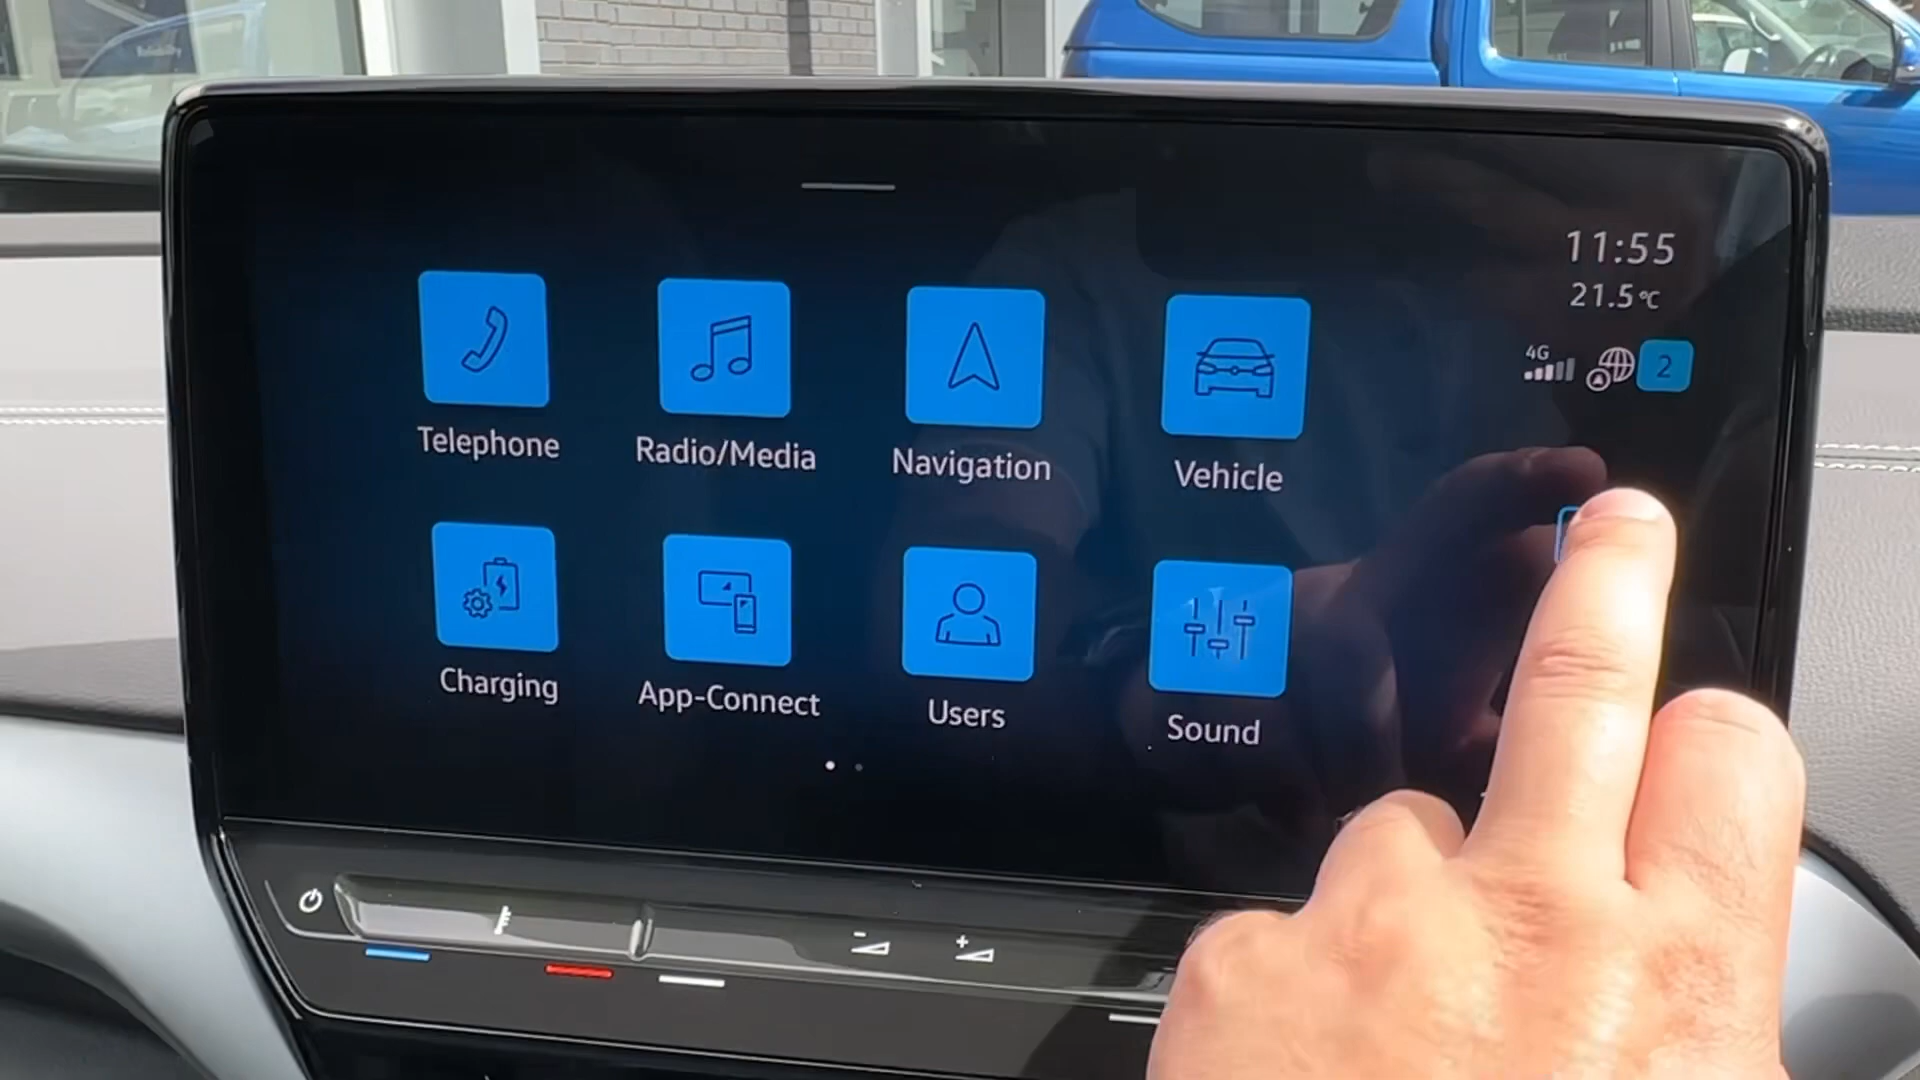 11:55
21.5°C
4G
2
Telephone
Radio/Media
Navigation
Vehicle
Charging
App-Connect
Users
Sound